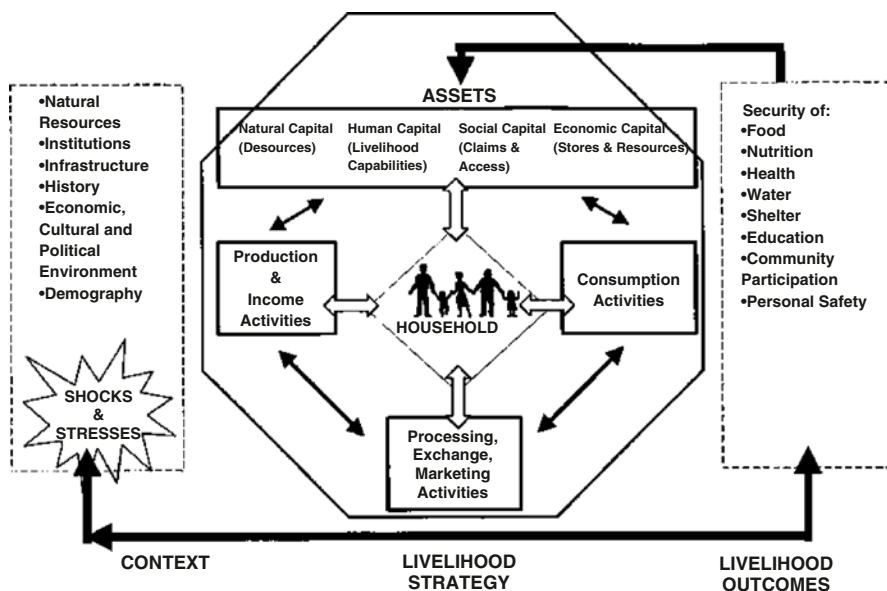 •Natural
Resources
•Institutions
•Infrastructure
•History
•Economic,
Cultural and
Political
Environment
•Demography
SHOCKS
&
STRESSES
CONTEXT
ASSETS
Natural Capital
(Desources)
Human Capital
(Livelihood
Capabilities)
Social Capital
(Claims &
Access)
Economic Capital
(Stores & Resources)
Production
&
Income
Activities
HOUSEHOLD
Consumption
Activities
Processing,
Exchange,
Marketing
Activities
LIVELIHOOD
STRATEGY
Security of:
•Food
•Nutrition
•Health
•Water
•Shelter
•Education
•Community
Participation
•Personal Safety
LIVELIHOOD
OUTCOMES